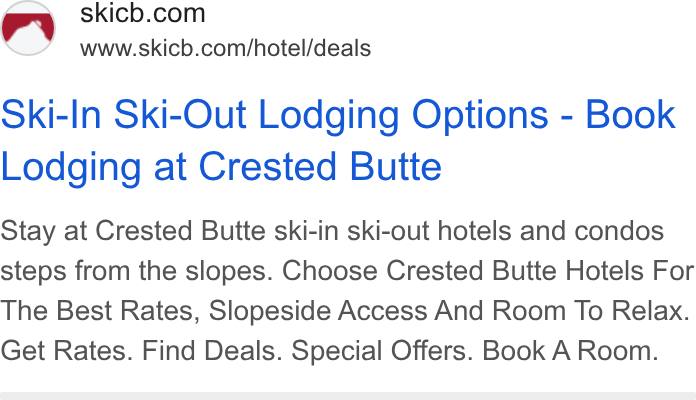 skicb.com
www.skicb.com/hotel/deals
Ski-In Ski-Out Lodging Options - Book
Lodging at Crested Butte
Stay at Crested Butte ski-in ski-out hotels and condos
steps from the slopes. Choose Crested Butte Hotels For
The Best Rates, Slopeside Access And Room To Relax.
Get Rates. Find Deals. Special Offers. Book A Room.